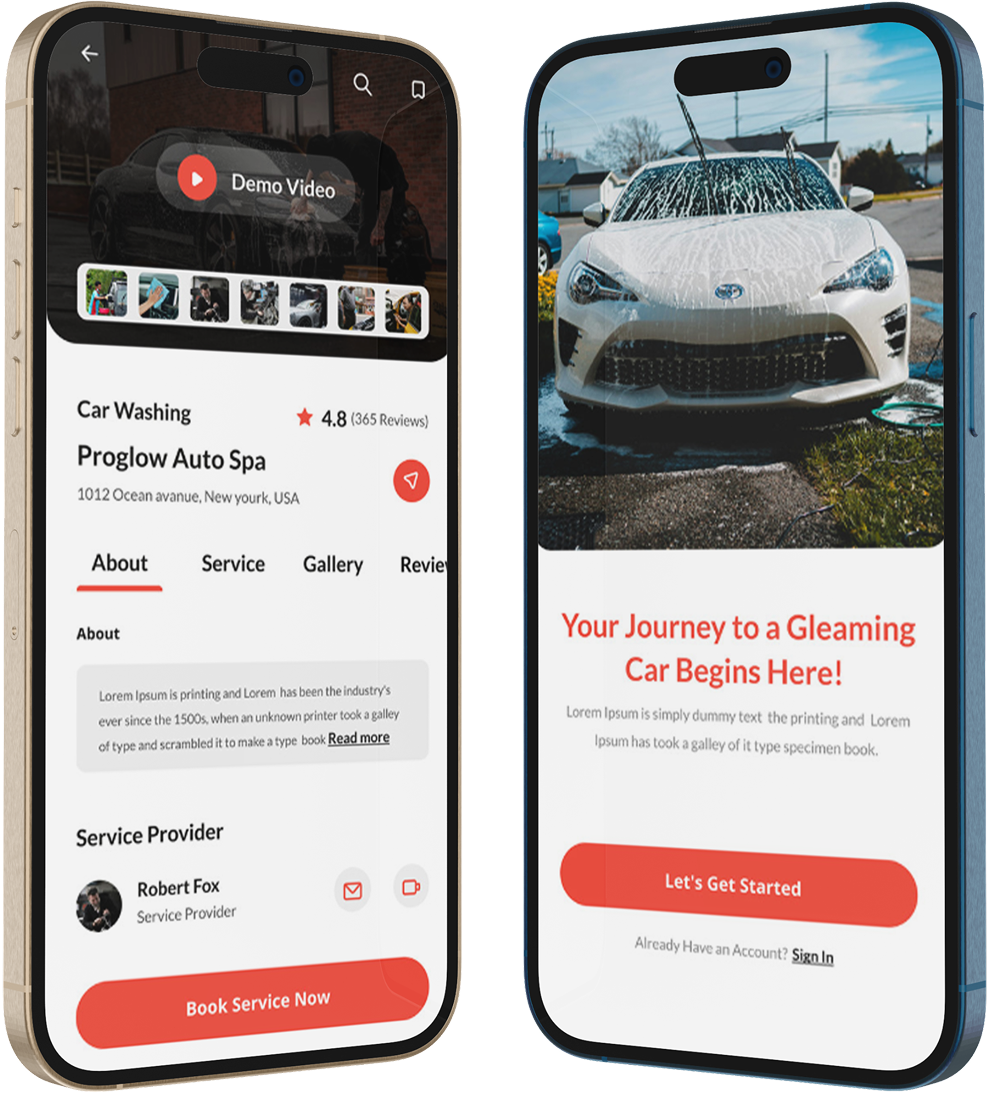 Demo Video
Car Washing
4.8 (365 Reviews)
Proglow Auto Spa
1012 Ocean avanue, New yourk, USA
About Service Gallery Review
About
Lorem Ipsum is printing and Lorem has been the industry's
ever since the 1500s, when an unknown printer took a galley
of type and scrambled it to make a type book Read more
Service Provider
Robert Fox
Service Provider
Book Service Now
Your Journey to a Gleaming
Car Begins Here!
Lorem Ipsum is simply dummy text the printing and Lorem
Ipsum has took a galley of it type specimen book.
Let's Get Started
Already Have an Account? Sign In